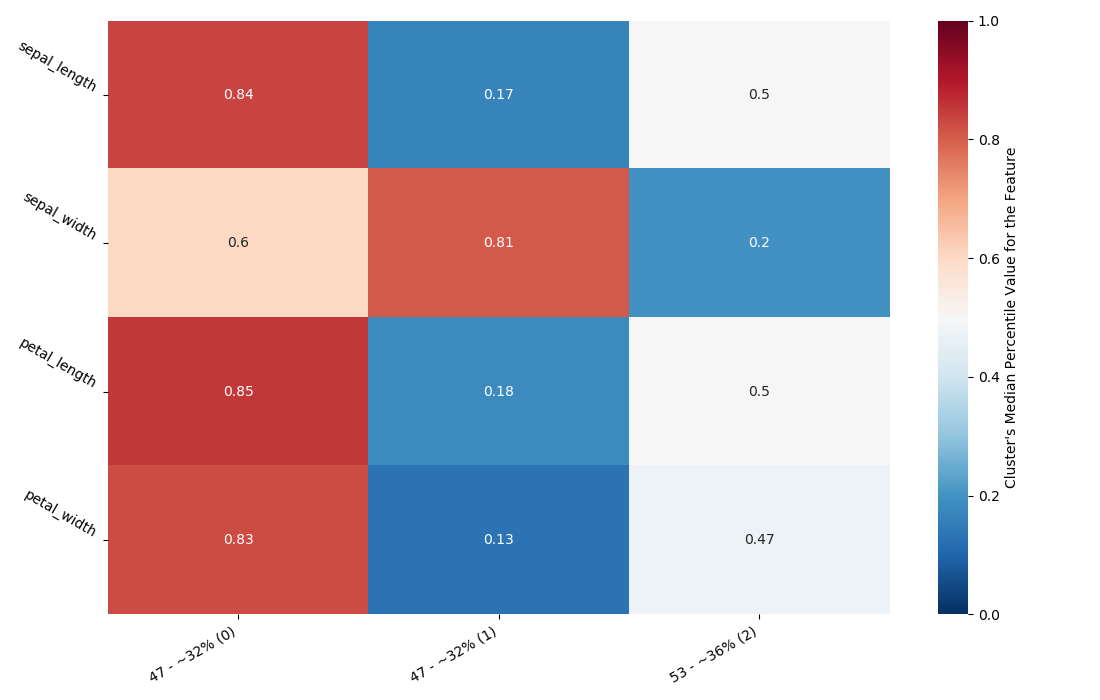 sepal_length
0.84
0.17
0.5
sepal_width
0.6
0.81
0.2
petal_length
0.85
0.18
0.5
petal_width
0.83
0.13
0.47
47 - ~32% (0)
47 - ~32% (1)
53 - ~36% (2)
1.0
0.8
0.6
0.4
0.2
0.0
Cluster's Median Percentile Value for the Feature